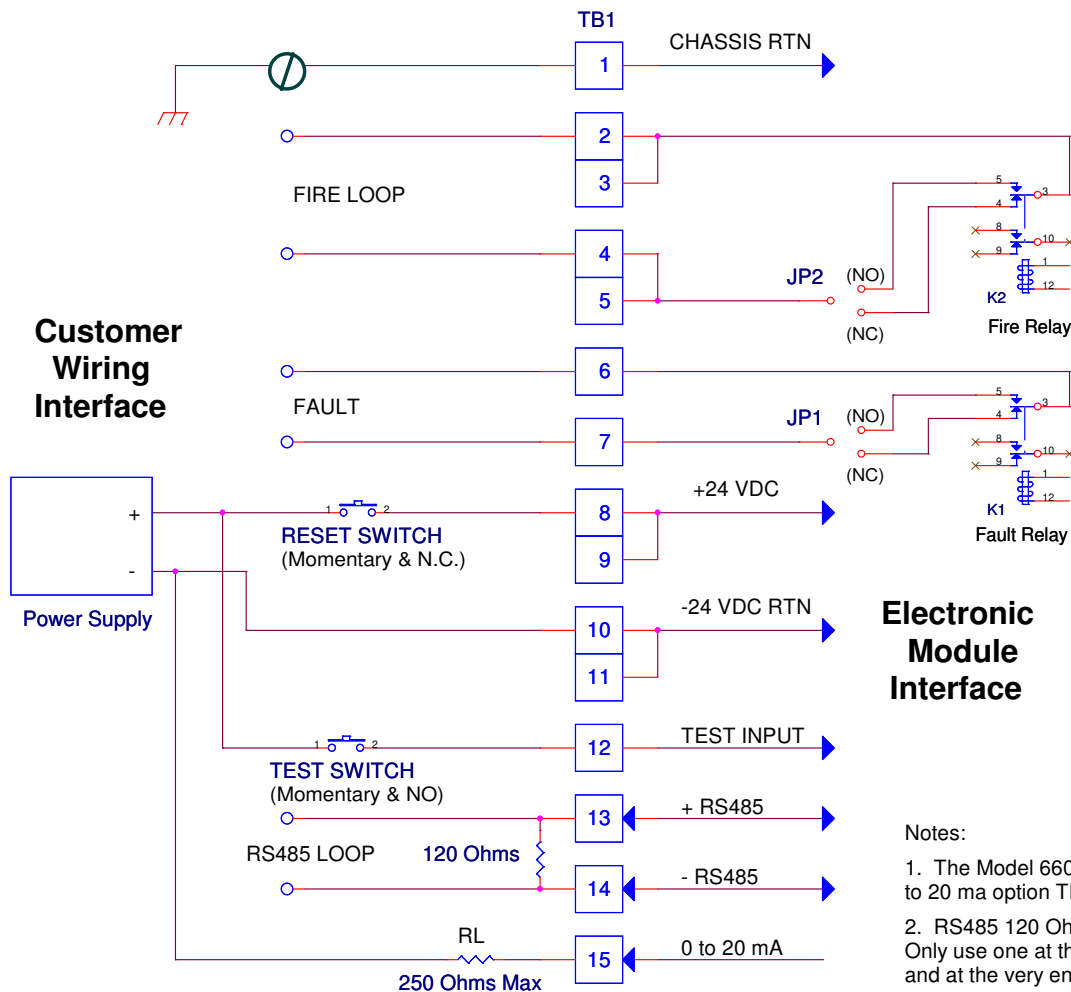 TB1
1
CHASSIS RTN
2
3
FIRE LOOP
4
5
JP2
(NO)
(NC)
5
4
3
8
9
10
1
12
K2
Fire Relay
Customer
Wiring
Interface
6
FAULT
7
JP1
(NO)
(NC)
5
4
3
8
9
10
1
12
K1
Fault Relay
+
-
Power Supply
1
2
RESET SWITCH
(Momentary & N.C.)
8
9
+24 VDC
10
11
-24 VDC RTN
Electronic
Module
Interface
1
2
TEST SWITCH
(Momentary & NO)
12
TEST INPUT
13
+ RS485
RS485 LOOP
120 Ohms
14
- RS485
RL
250 Ohms Max
15
0 to 20 mA
Notes:
1. The Model 660
to 20 ma option T
2. RS485 120 Oh
Only use one at th
and at the very en